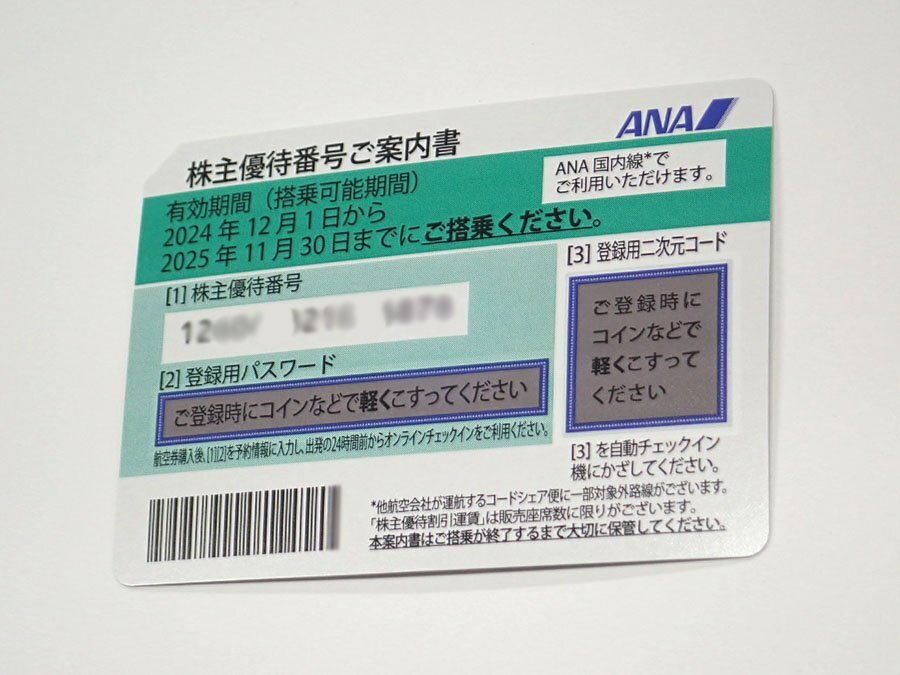 ANA
株主優待番号ご案内書
ANA 国内線*で
ご利用いただけます。
有効期間（搭乗可能期間）
2024 年 12 月 1 日から
2025 年 11 月 30 日までにご搭乗ください。
[1] 株主優待番号
[2] 登録用パスワード
ご登録時にコインなどで軽くこすってください
航空券購入後、[1][2]を予約情報に入力し、出発の24時間前からオンラインチェックインをご利用ください。
[3] 登録用二次元コード
ご登録時に
コインなどで
軽くこすって
ください
[3] を自動チェックイン
機にかざしてください。
*他航空会社が運航するコードシェア便に一部対象外路線がございます。
「株主優待割引運賃」は販売座席数に限りがございます。
本案内書はご搭乗が終了するまで大切に保管してください。